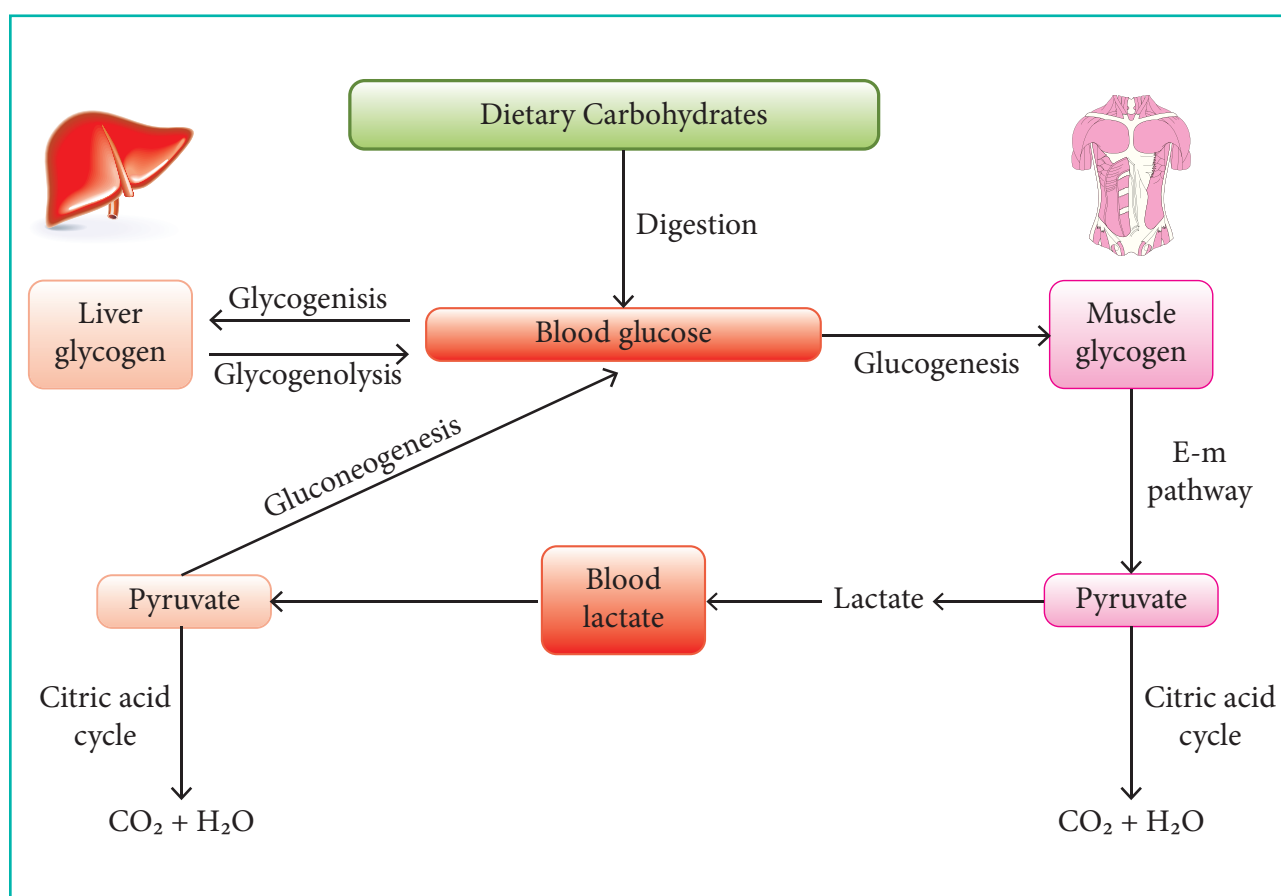 Dietary Carbohydrates
Digestion
Liver
glycogen
Glycogenisis
Glycogenolysis
Blood glucose
Glucogenesis
Muscle
glycogen
Gluconeogenesis
E-m
pathway
Pyruvate
Blood
lactate
Lactate
Pyruvate
Citric acid
cycle
Citric acid
cycle
CO₂ + H₂O
CO₂ + H₂O